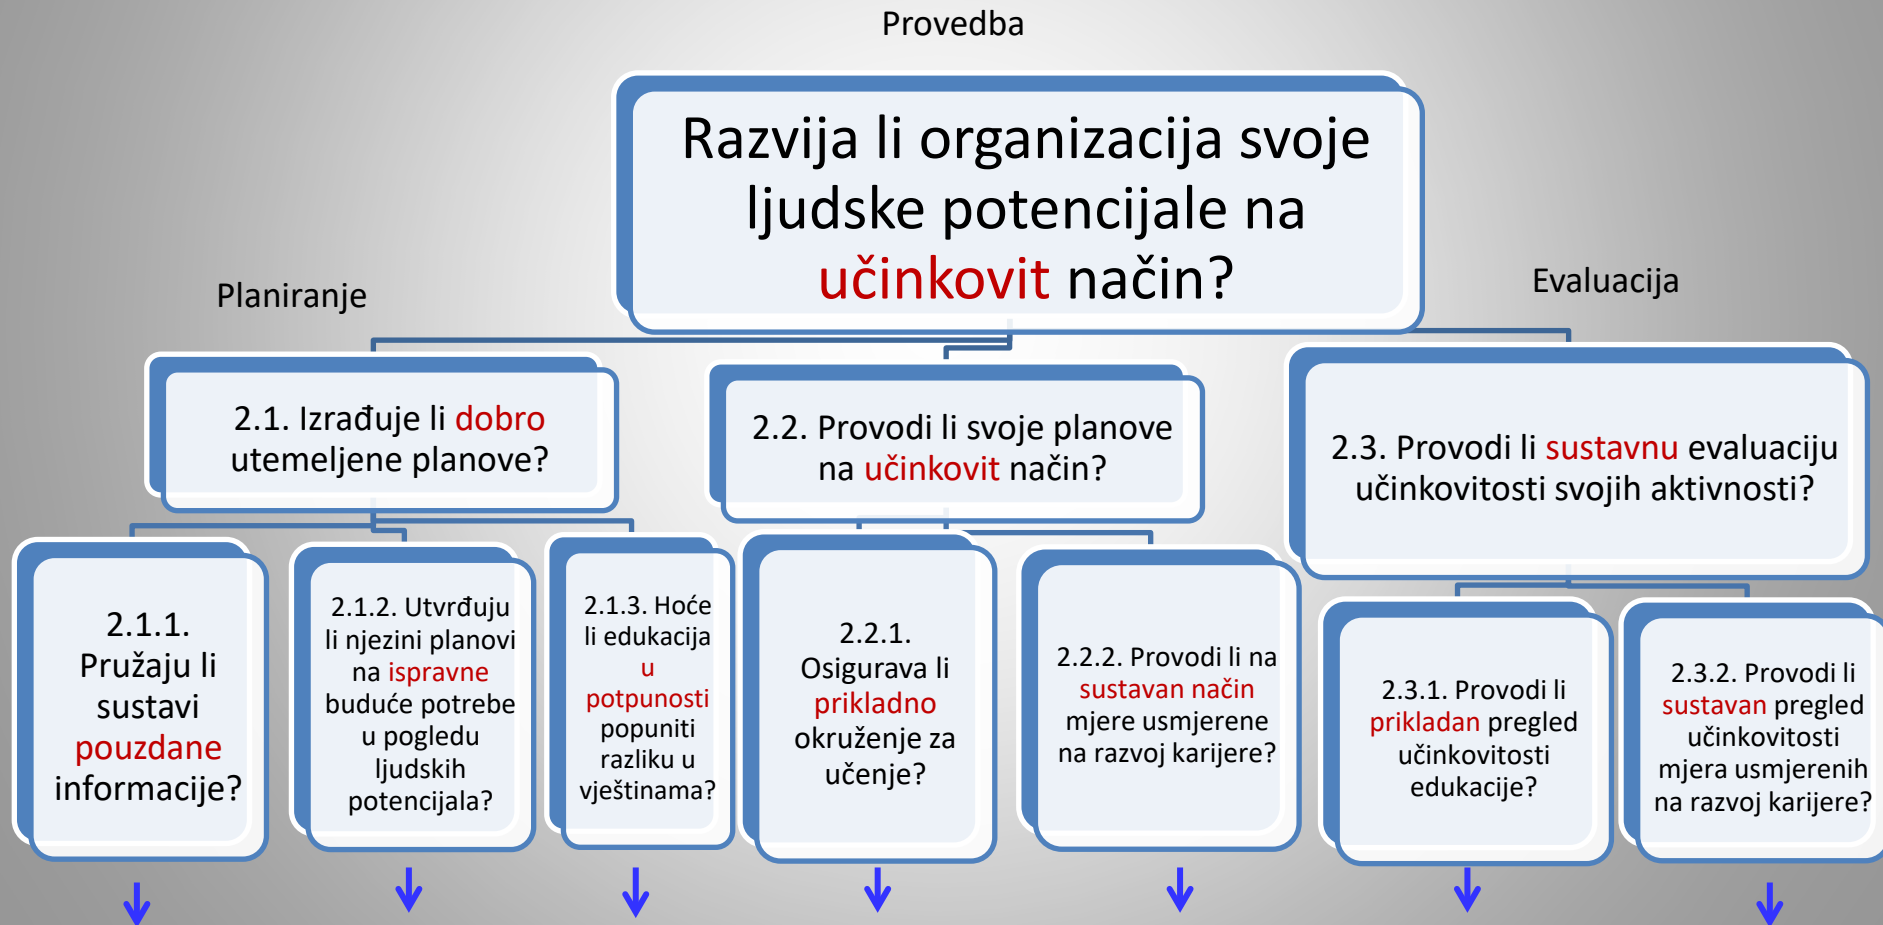 Provedba
Razvija li organizacija svoje
ljudske potencijale na
učinkovit način?
Planiranje
Evaluacija
2.1. Izrađuje li dobro
utemeljene planove?
2.2. Provodi li svoje planove
na učinkovit način?
2.3. Provodi li sustavnu evaluaciju
učinkovitosti svojih aktivnosti?
2.1.1.
Pružaju li
sustavi
pouzdane
informacije?
2.1.2. Utvrđuju
li njezini planovi
na ispravne
buduće potrebe
u pogledu
ljudskih
potencijala?
2.1.3. Hoće
li edukacija
u
potpunosti
popuniti
razliku u
vještinama?
2.2.1.
Osigurava li
prikladno
okruženje za
učenje?
2.2.2. Provodi li na
sustavan način
mjere usmjerene
na razvoj karijere?
2.3.1. Provodi li
prikladan pregled
učinkovitosti
edukacije?
2.3.2. Provodi li
sustavan pregled
učinkovitosti
mjera usmjerenih
na razvoj karijere?